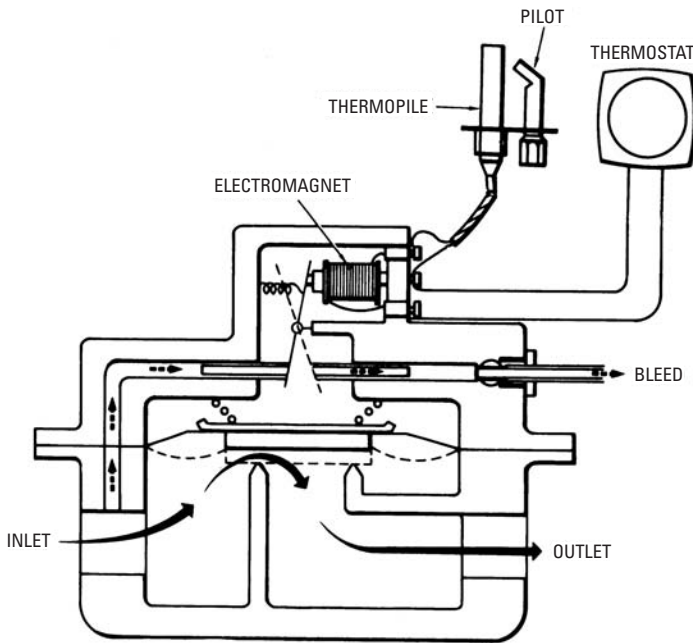 PILOT
THERMOSTAT
THERMOPILE
ELECTROMAGNET
BLEED
INLET
OUTLET